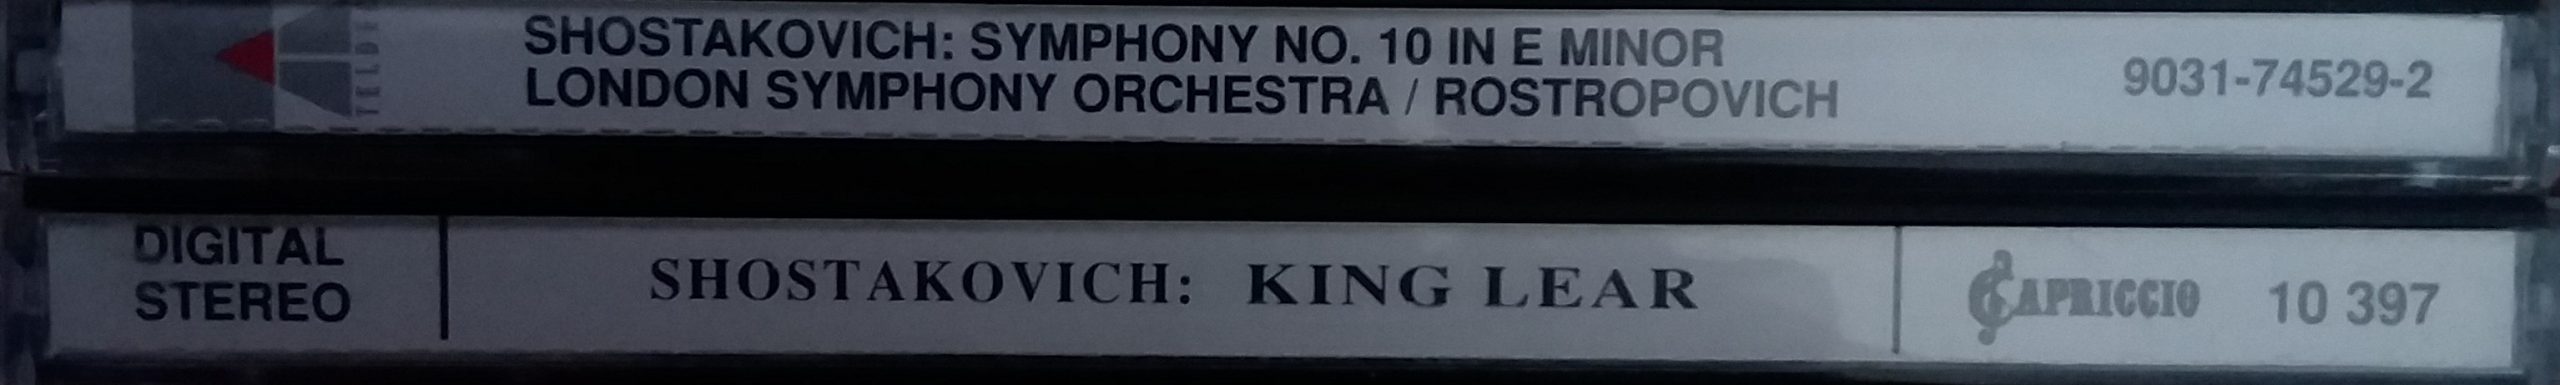 SHOSTAKOVICH: SYMPHONY NO. 10 IN E MINOR
LONDON SYMPHONY ORCHESTRA / ROSTROPOVICH
9031-74529-2
DIGITAL
STEREO
SHOSTAKOVICH: KING LEAR
CAPRICCIO 10 397